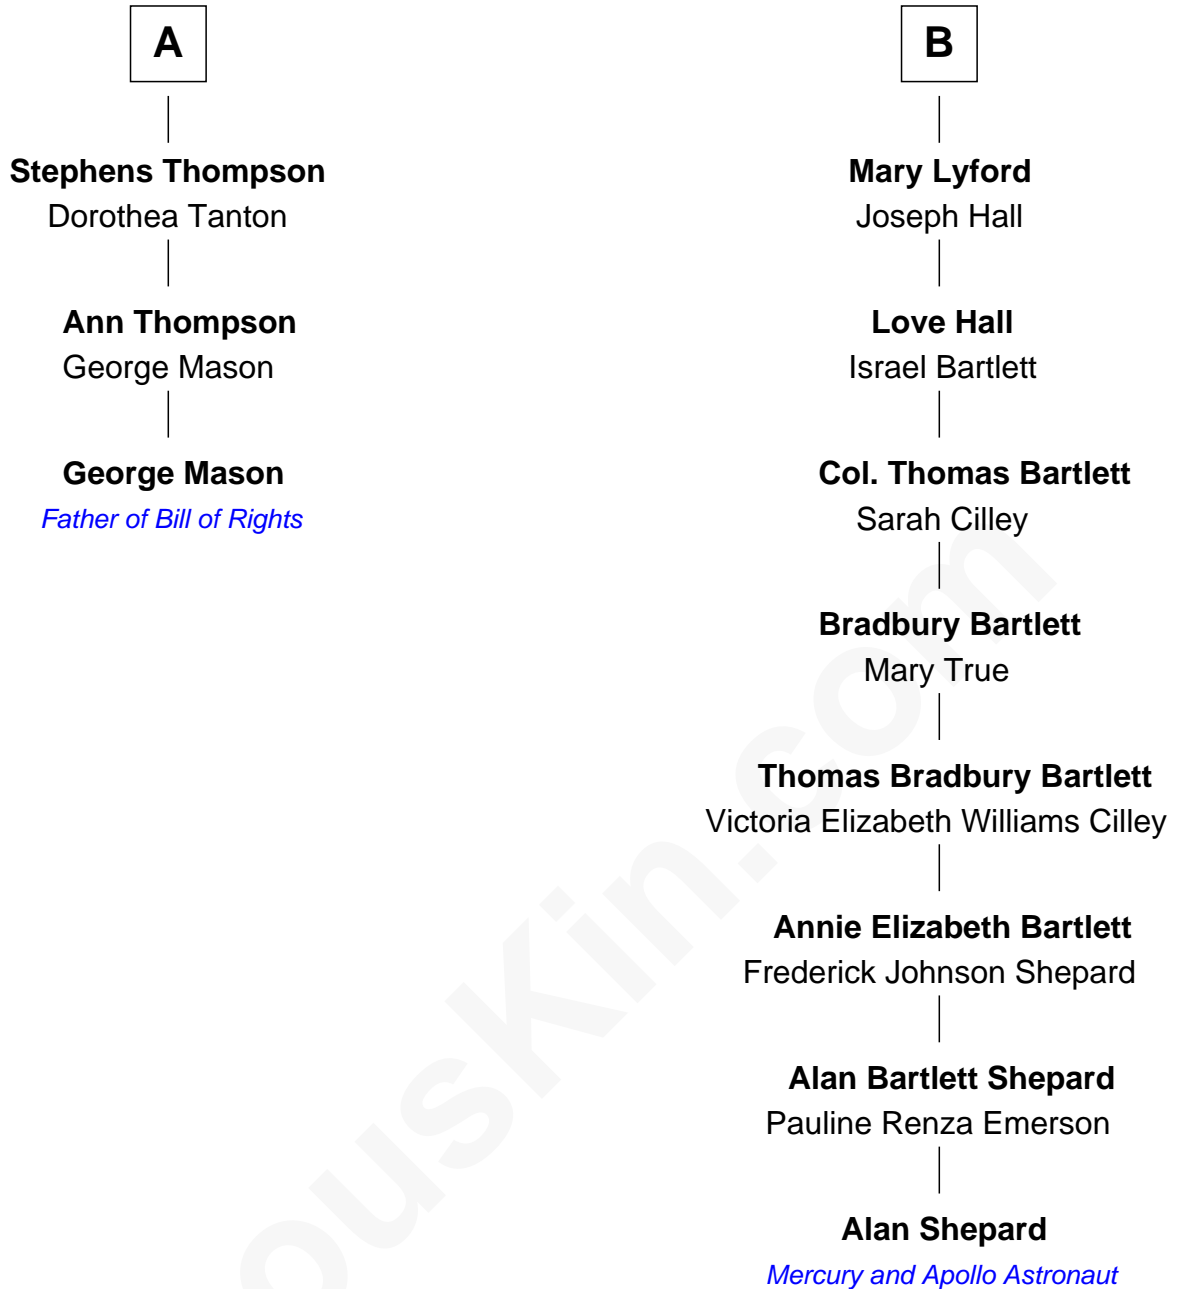 A
Stephens Thompson
Dorothea Tanton
Ann Thompson
George Mason
George Mason
Father of Bill of Rights
B
Mary Lyford
Joseph Hall
Love Hall
Israel Bartlett
Col. Thomas Bartlett
Sarah Cilley
Bradbury Bartlett
Mary True
Thomas Bradbury Bartlett
Victoria Elizabeth Williams Cilley
Annie Elizabeth Bartlett
Frederick Johnson Shepard
Alan Bartlett Shepard
Pauline Renza Emerson
Alan Shepard
Mercury and Apollo Astronaut
ousKin.com